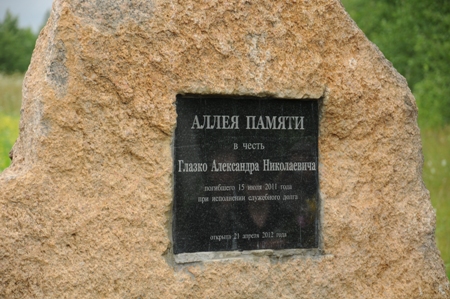 АЛЛЕЯ ПАМЯТИ
в честь
Глазко Александра Николаевича
погибшего 15 июля 2011 года
при исполнении служебного долга
открыта 21 апреля 2012 года